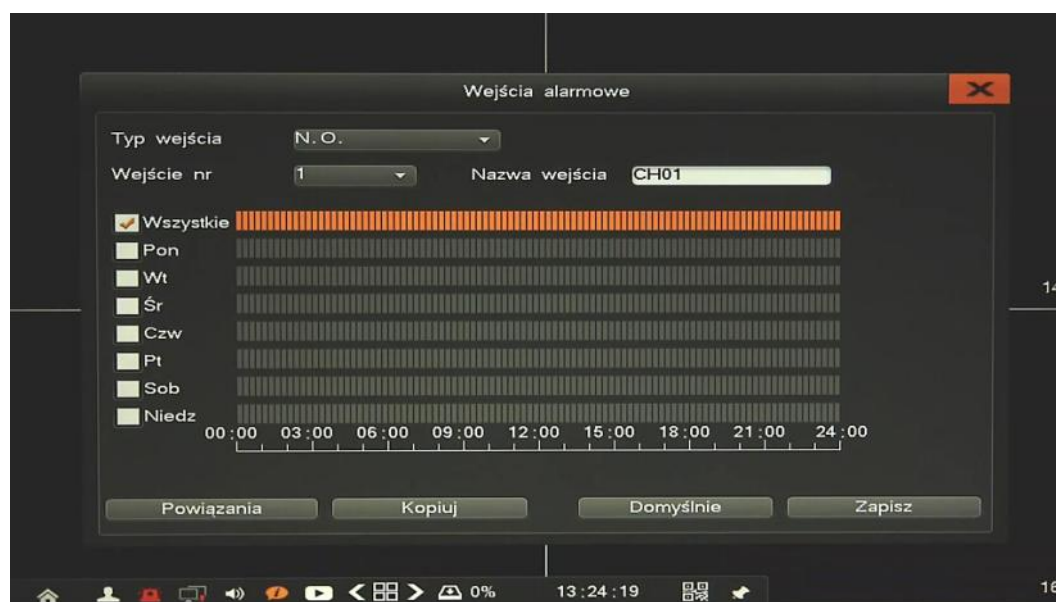 Wejścia alarmowe
Typ wejścia N.O.
Wejście nr 1 Nazwa wejścia CH01
Wszystkie
Pon
Wt
Śr
Czw
Pt
Sob
Niedz
00:00 03:00 06:00 09:00 12:00 15:00 18:00 21:00 24:00
Powiązania Kopiuj Domyślnie Zapisz
14
0% 13:24:19
16